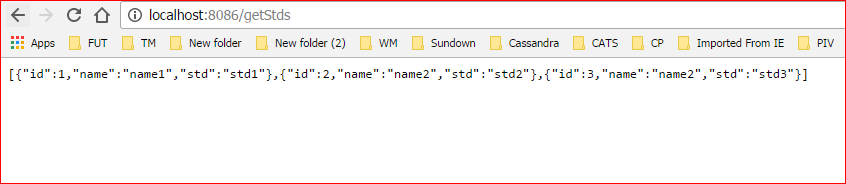 localhost:8086/getStds
Apps FUT TM New folder New folder (2) WM Sundown Cassandra CATS CP Imported From IE PIV
[{"id":1,"name":"name1","std":"std1"},{"id":2,"name":"name2","std":"std2"},{"id":3,"name":"name2","std":"std3"}]